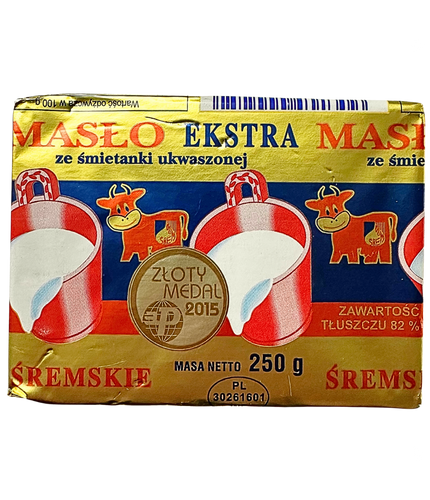 Wartość odżywcza w 100 g
MASŁO EKSTRA MASŁ
ze śmietanki ukwaszonej ze śmie
ZŁOTY
MEDAL
2015
ZAWARTOŚĆ
TŁUSZCZU 82 %
ŚREMSKIE MASA NETTO 250 g ŚREMS
PL
30261601